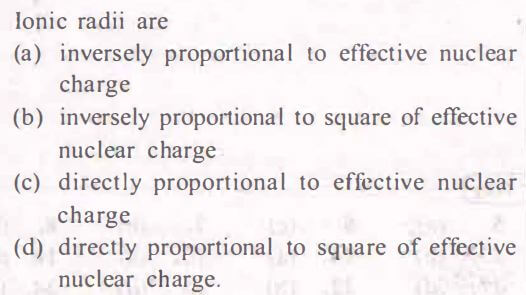 Ionic radii are
(a) inversely proportional to effective nuclear
charge
(b) inversely proportional to square of effective
nuclear charge
(c) directly proportional to effective nuclear
charge
(d) directly proportional to square of effective
nuclear charge.